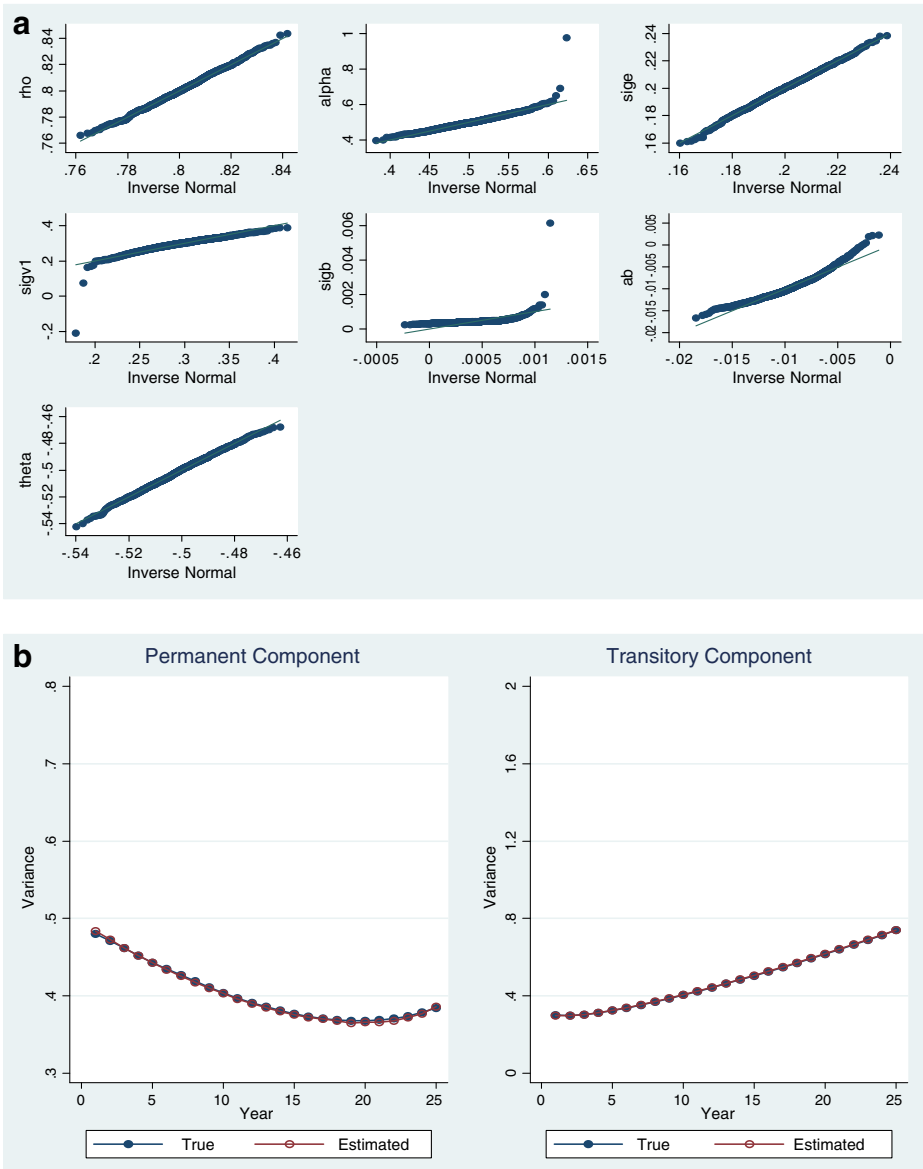 a
rho
.76 .78 .8 .82 .84
.76 .78 .8 .82 .84
Inverse Normal
alpha
.4 .6 .8 1
.4 .45 .5 .55 .6 .65
Inverse Normal
sige
.16 .18 .2 .22 .24
.16 .18 .2 .22 .24
Inverse Normal
sigv1
-.2 0 .2 .4
.2 .25 .3 .35 .4
Inverse Normal
sigb
0 .002 .004 .006
-.0005 0 .0005 .001 .0015
Inverse Normal
ab
-.02 -.015 -.01 -.005 0 .005
-.02 -.015 -.01 -.005 0
Inverse Normal
theta
-.54 -.52 -.5 -.48 -.46
-.54 -.52 -.5 -.48 -.46
Inverse Normal
b
Permanent Component
Variance
.3 .4 .5 .6 .7 .8
0 5 10 15 20 25
Year
True Estimated
Transitory Component
Variance
0 .4 .8 1.2 1.6 2
0 5 10 15 20 25
Year
True Estimated